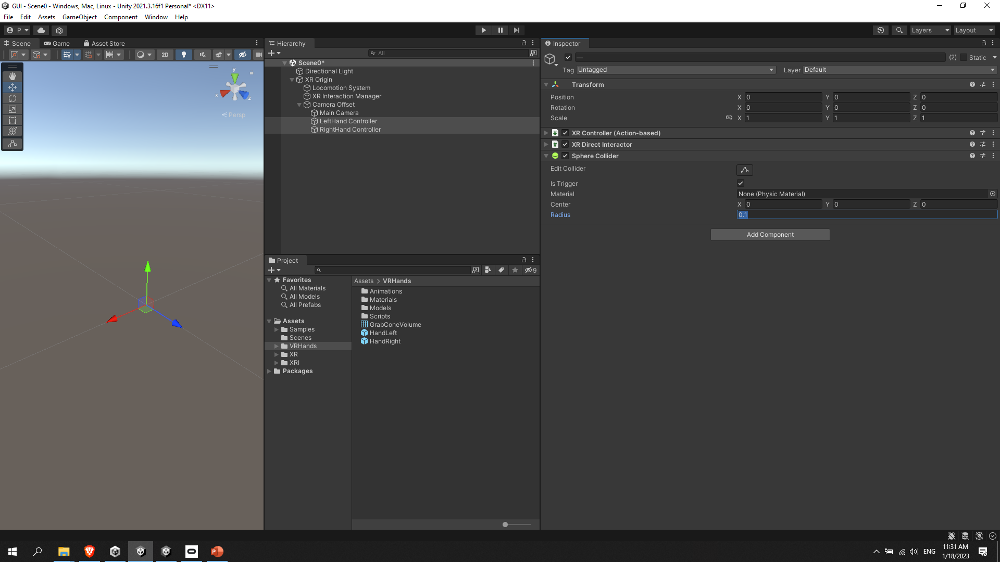 GUI - Scene0 - Windows, Mac, Linux - Unity 2021.3.16f1 Personal* <DX11>
File Edit Assets GameObject Component Window Help
P Layers Layout
Scene Game Asset Store
2D
y
x
z
Persp
Hierarchy
All
Scene0*
Directional Light
XR Origin
Locomotion System
XR Interaction Manager
Camera Offset
Main Camera
LeftHand Controller
RightHand Controller
Project
9
Favorites
All Materials
All Models
All Prefabs
Assets
Samples
Scenes
VRHands
XR
XRI
Packages
Assets > VRHands
Animations
Materials
Models
Scripts
GrabConeVolume
HandLeft
HandRight
Inspector
— (2) Static
Tag Untagged Layer Default
Transform
Position X 0 Y 0 Z 0
Rotation X 0 Y 0 Z 0
Scale X 1 Y 1 Z 1
XR Controller (Action-based)
XR Direct Interactor
Sphere Collider
Edit Collider
Is Trigger
Material None (Physic Material)
Center X 0 Y 0 Z 0
Radius 0.1
Add Component
ENG
11:31 AM
1/18/2023